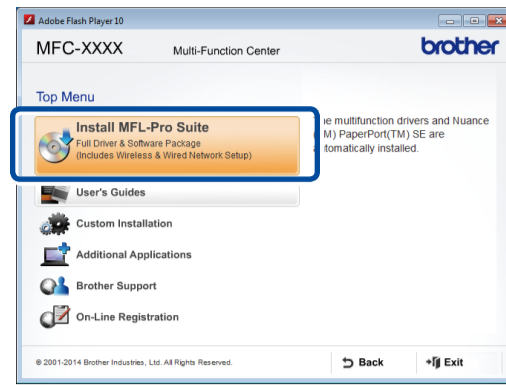 Adobe Flash Player 10
MFC-XXXX Multi-Function Center brother
Top Menu
Install MFL-Pro Suite
Full Driver & Software Package
(Includes Wireless & Wired Network Setup)
multifunction drivers and Nuance
PaperPort(TM) SE are
installed.
User's Guides
Custom Installation
Additional Applications
Brother Support
On-Line Registration
© 2001-2014 Brother Industries, Ltd. All Rights Reserved.
Back
Exit